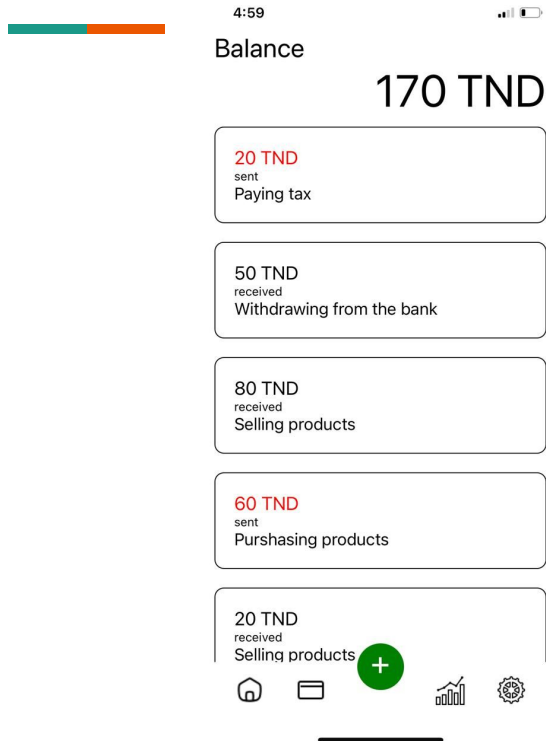 4:59
Balance
170 TND
20 TND
sent
Paying tax
50 TND
received
Withdrawing from the bank
80 TND
received
Selling products
60 TND
sent
Purshasing products
20 TND
received
Selling products
+